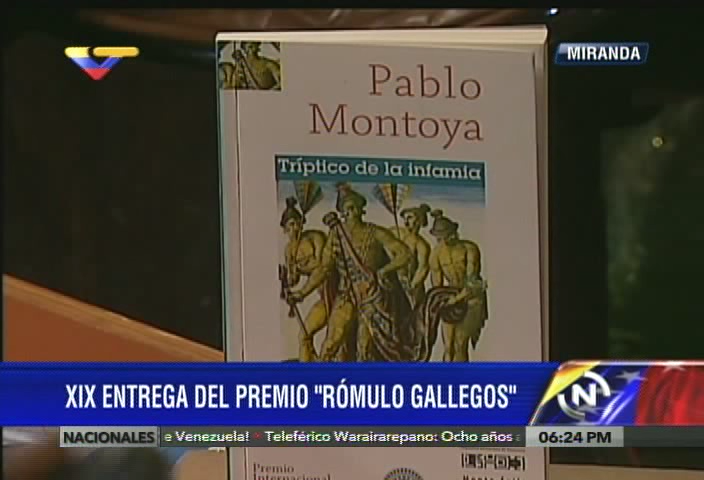 MIRANDA
Pablo
Montoya
Tríptico de la infamia
XIX ENTREGA DEL PREMIO "RÓMULO GALLEGOS"
N
NACIONALES
e Venezuela! * Teleférico Warairarepano: Ocho años a
06:24 PM
Premio
Internacional